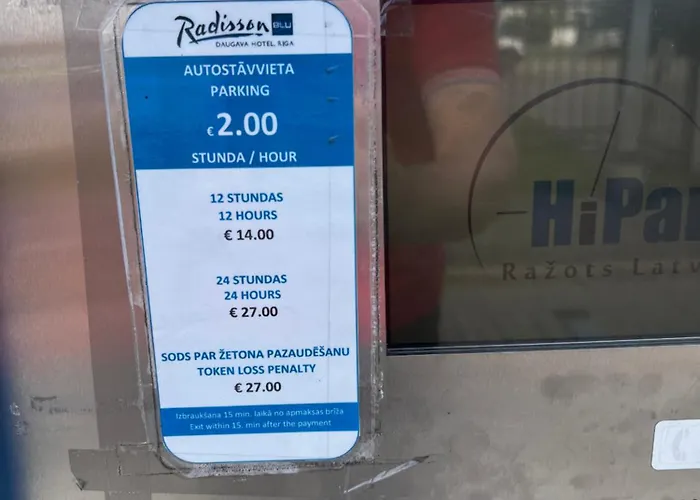 Radisson BLU
DAUGAVA HOTEL, RIGA
AUTOSTĀVVIETA
PARKING
€ 2.00
STUNDA / HOUR
12 STUNDAS
12 HOURS
€ 14.00
24 STUNDAS
24 HOURS
€ 27.00
SODS PAR ŽETONA PAZAUDĒŠANU
TOKEN LOSS PENALTY
€ 27.00
Izbraukšana 15 min. laikā no apmaksas brīža
Exit within 15. min after the payment
HiPar
Ražots Latv